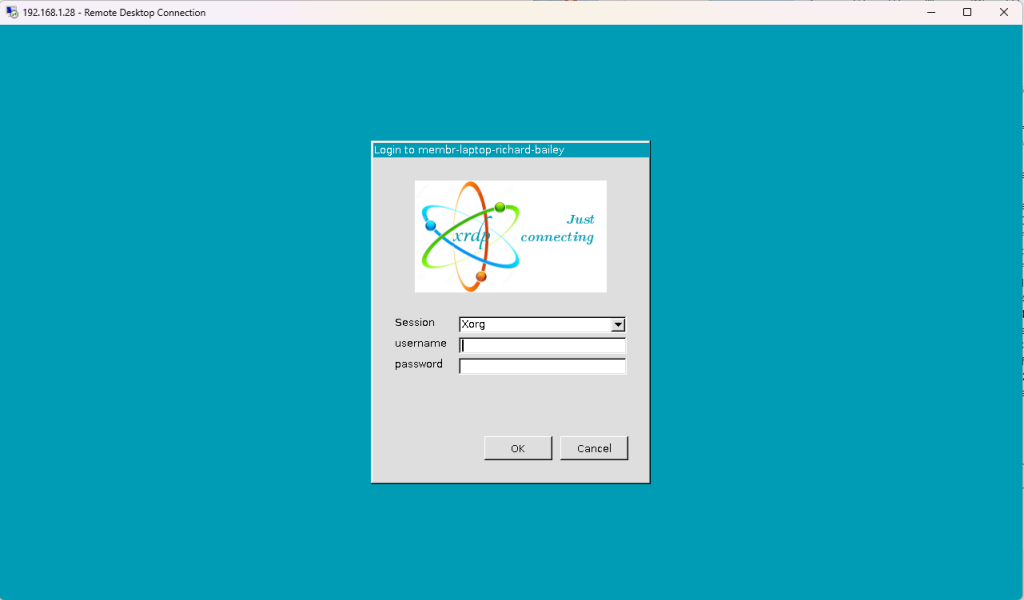 192.168.1.28 - Remote Desktop Connection
Login to membr-laptop-richard-bailey
Just
xrdp connecting
Session Xorg
username
password
OK Cancel